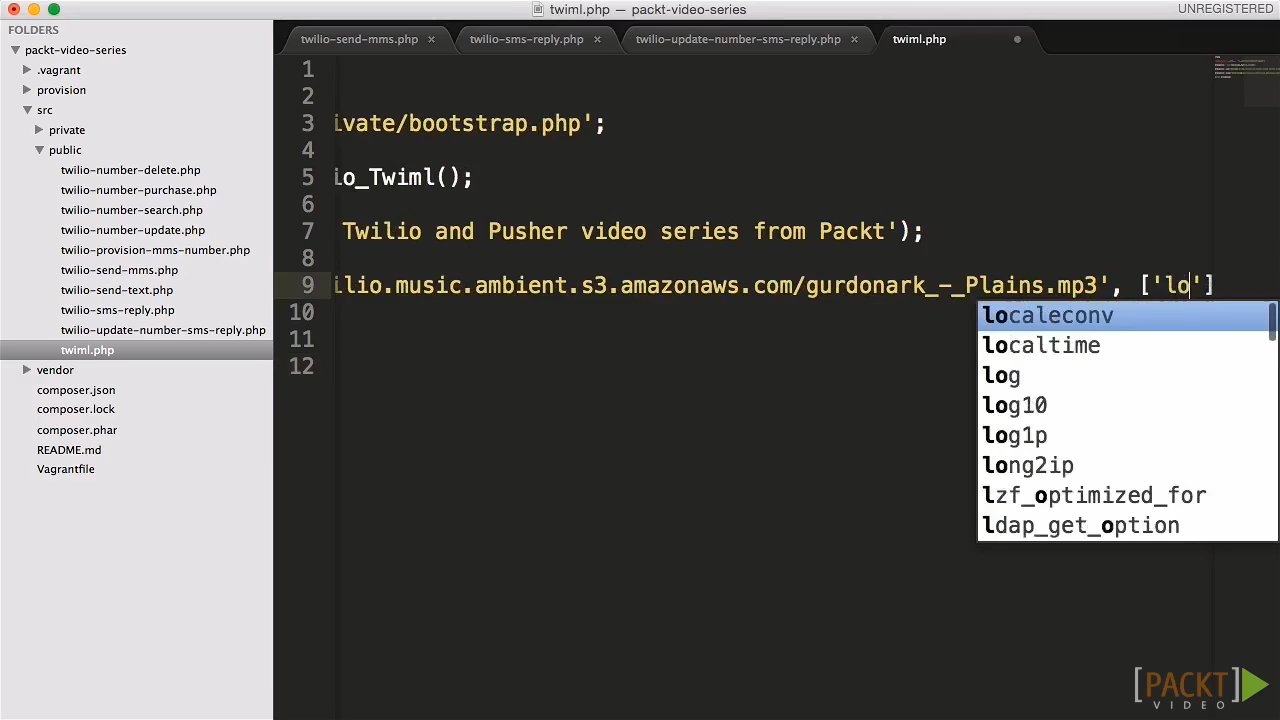 twiml.php — packt-video-series
UNREGISTERED
FOLDERS
packt-video-series
.vagrant
provision
src
private
public
twilio-number-delete.php
twilio-number-purchase.php
twilio-number-search.php
twilio-number-update.php
twilio-provision-mms-number.php
twilio-send-mms.php
twilio-send-text.php
twilio-sms-reply.php
twilio-update-number-sms-reply.php
twiml.php
vendor
composer.json
composer.lock
composer.phar
README.md
Vagrantfile
twilio-send-mms.php × twilio-sms-reply.php × twilio-update-number-sms-reply.php × twiml.php
1
2
3 ivate/bootstrap.php';
4
5 io_Twiml();
6
7 Twilio and Pusher video series from Packt');
8
9 ilio.music.ambient.s3.amazonaws.com/gurdonark_-_Plains.mp3', ['lo']
10
11
12
localeconv
localtime
log
log10
log1p
long2ip
lzf_optimized_for
ldap_get_option
[PACKT]
VIDEO